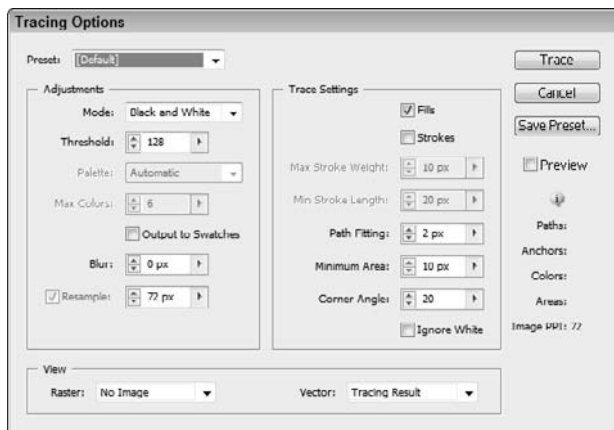 Tracing Options
Preset: [Default]
Trace
Cancel
Save Preset...
Preview
Adjustments
Mode: Black and White
Threshold: 128
Palette: Automatic
Max Colors: 6
Output to Swatches
Blur: 0 px
Resample: 72 px
Trace Settings
Fills
Strokes
Max Stroke Weight: 10 px
Min Stroke Length: 20 px
Path Fitting: 2 px
Minimum Area: 10 px
Corner Angle: 20
Ignore White
Paths:
Anchors:
Colors:
Areas:
Image PPI: 72
View
Raster: No Image
Vector: Tracing Result